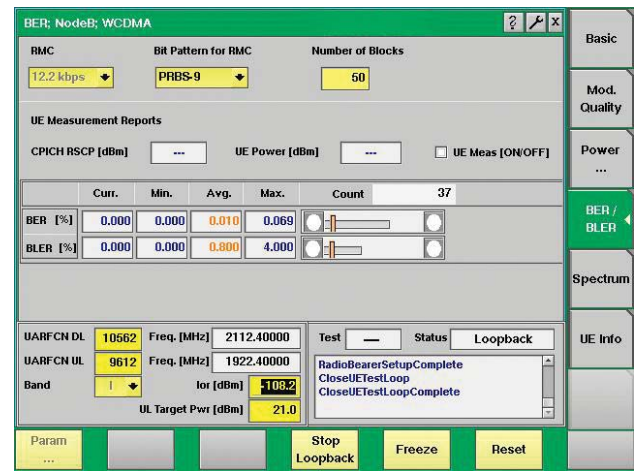 BER; NodeB; WCDMA ? x
RMC Bit Pattern for RMC Number of Blocks
12.2 kbps PRBS-9 50
UE Measurement Reports
CPICH RSCP [dBm] --- UE Power [dBm] --- UE Meas [ON/OFF]
Curr. Min. Avg. Max. Count 37
BER [%] 0.000 0.000 0.010 0.069
BLER [%] 0.000 0.000 0.800 4.000
UARFCN DL 10562 Freq. [MHz] 2112.40000
UARFCN UL 9612 Freq. [MHz] 1922.40000
Band I Ior [dBm] -108.2
UL Target Pwr [dBm] 21.0
Test — Status Loopback
RadioBearerSetupComplete
CloseUETestLoop
CloseUETestLoopComplete
Basic
Mod.
Quality
Power
...
BER /
BLER
Spectrum
UE Info
Param
...
Stop
Loopback
Freeze
Reset